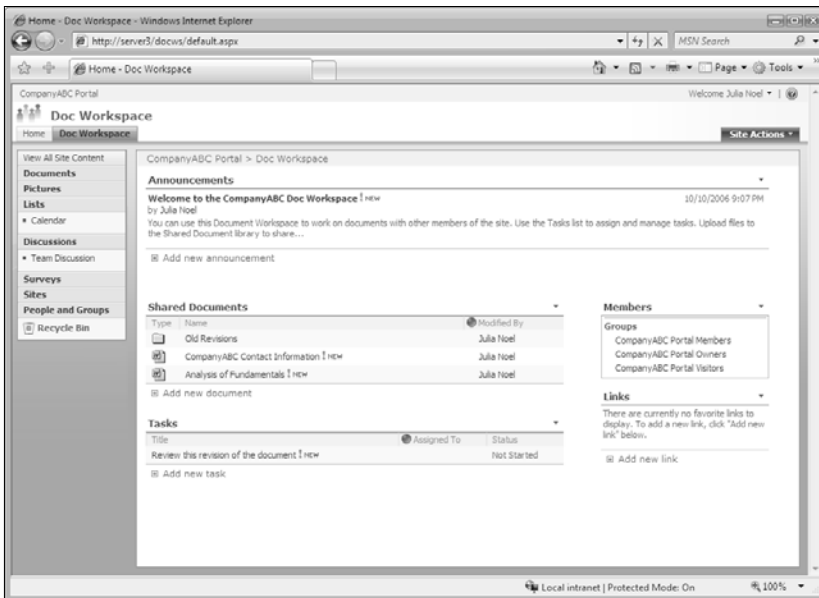 Home - Doc Workspace - Windows Internet Explorer
http://server3/docws/default.aspx
MSN Search
Home - Doc Workspace
Page
Tools
CompanyABC Portal
Welcome Julia Noel
Doc Workspace
Home
Doc Workspace
Site Actions
View All Site Content
Documents
Pictures
Lists
Calendar
Discussions
Team Discussion
Surveys
Sites
People and Groups
Recycle Bin
CompanyABC Portal > Doc Workspace
Announcements
Welcome to the CompanyABC Doc Workspace ! NEW
10/10/2006 9:07 PM
by Julia Noel
You can use this Document Workspace to work on documents with other members of the site. Use the Tasks list to assign and manage tasks. Upload files to
the Shared Document library to share...
Add new announcement
Shared Documents
Type Name Modified By
Old Revisions Julia Noel
CompanyABC Contact Information ! NEW Julia Noel
Analysis of Fundamentals ! NEW Julia Noel
Add new document
Tasks
Title Assigned To Status
Review this revision of the document ! NEW Not Started
Add new task
Members
Groups
CompanyABC Portal Members
CompanyABC Portal Owners
CompanyABC Portal Visitors
Links
There are currently no favorite links to
display. To add a new link, click "Add new
link" below.
Add new link
Local intranet | Protected Mode: On
100%